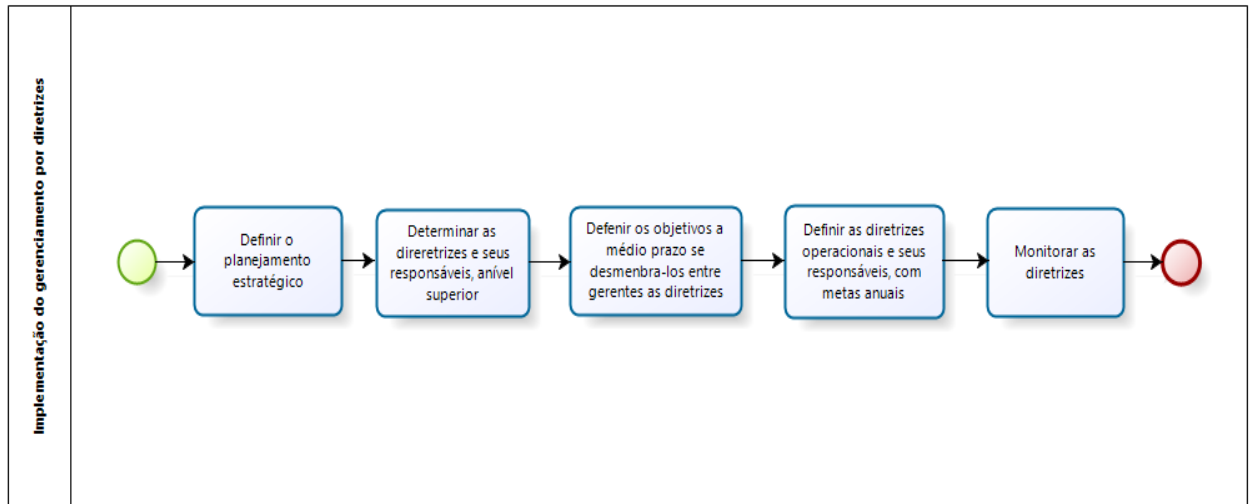 Implementação do gerenciamento por diretrizes
Definir o
planejamento
estratégico
Determinar as
direretrizes e seus
responsáveis, anível
superior
Defenir os objetivos a
médio prazo se
desmenbra-los entre
gerentes as diretrizes
Definir as diretrizes
operacionais e seus
responsáveis, com
metas anuais
Monitorar as
diretrizes